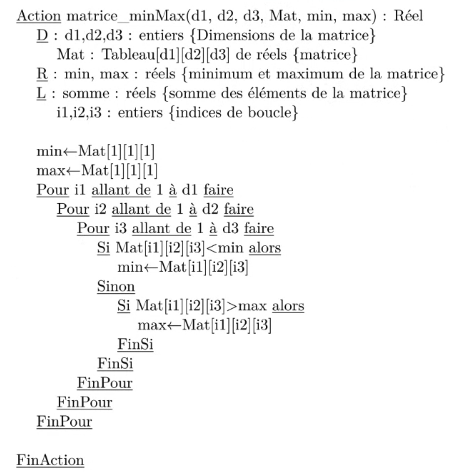 Action matrice_minMax(d1, d2, d3, Mat, min, max) : Réel
D : d1,d2,d3 : entiers {Dimensions de la matrice}
Mat : Tableau[d1][d2][d3] de réels {matrice}
R : min, max : réels {minimum et maximum de la matrice}
L : somme : réels {somme des éléments de la matrice}
i1,i2,i3 : entiers {indices de boucle}
min←Mat[1][1][1]
max←Mat[1][1][1]
Pour i1 allant de 1 à d1 faire
Pour i2 allant de 1 à d2 faire
Pour i3 allant de 1 à d3 faire
Si Mat[i1][i2][i3]<min alors
min←Mat[i1][i2][i3]
Sinon
Si Mat[i1][i2][i3]>max alors
max←Mat[i1][i2][i3]
FinSi
FinSi
FinPour
FinPour
FinPour
FinAction